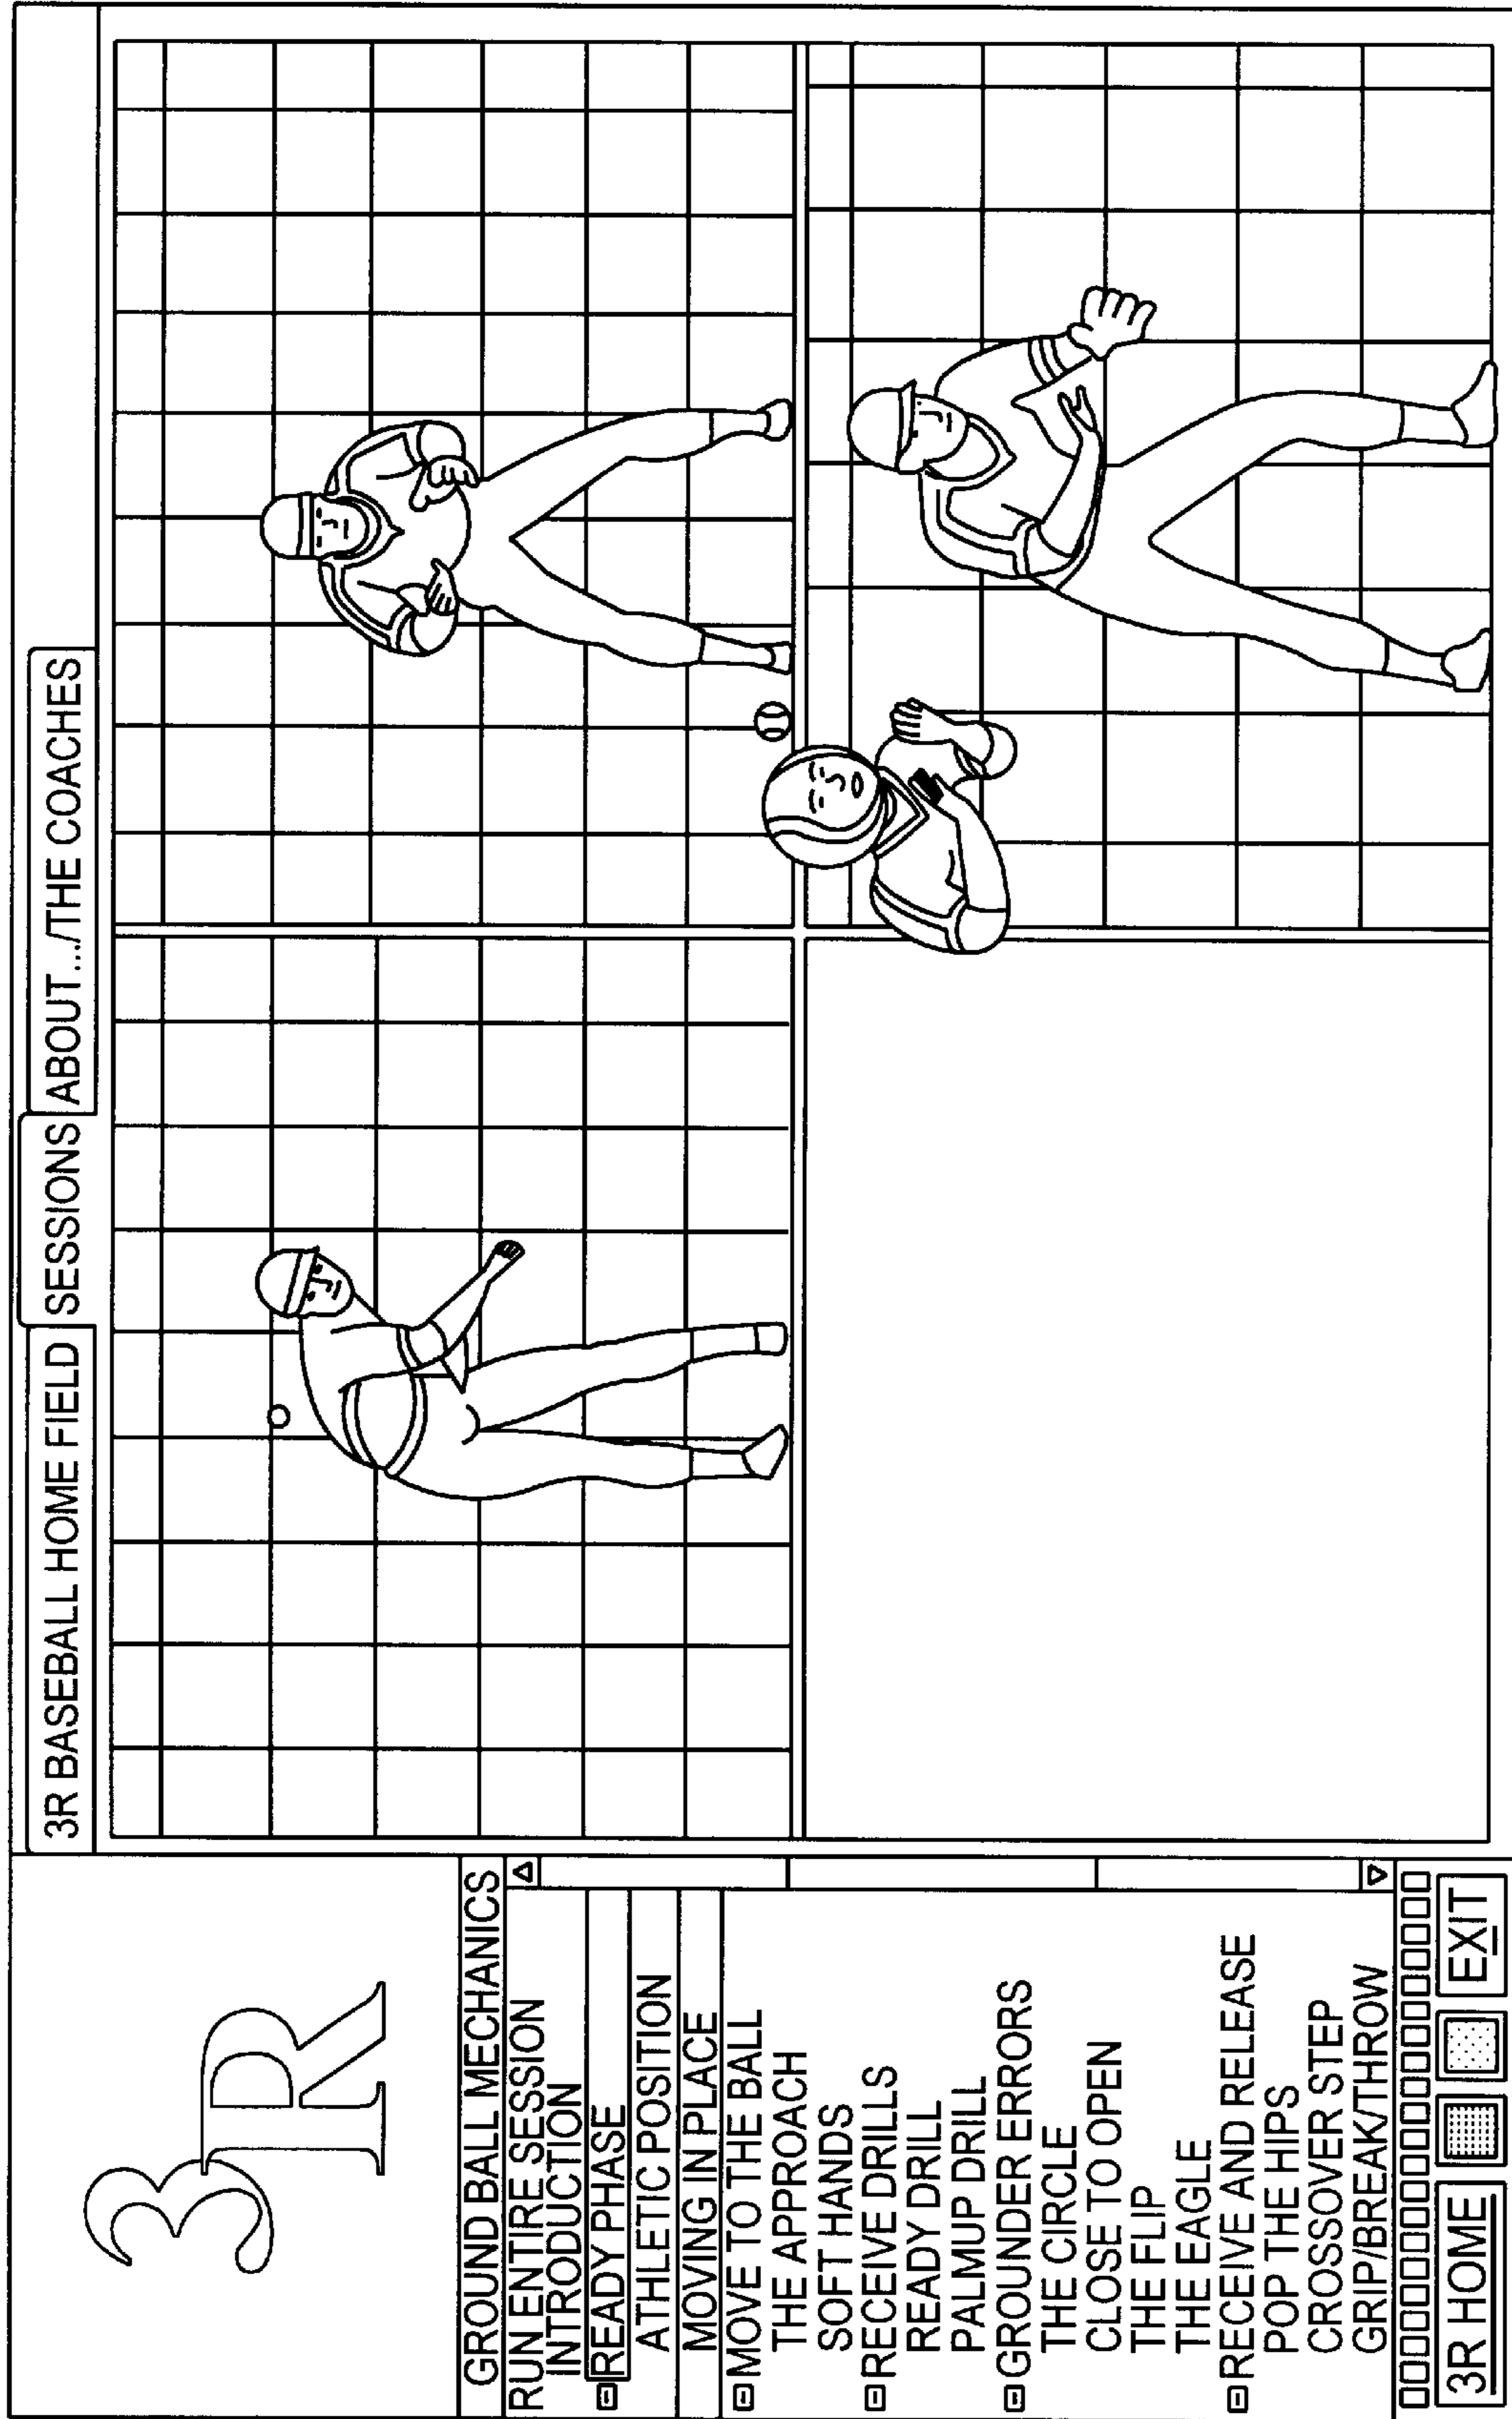 3R
3R BASEBALL HOME FIELD
SESSIONS
ABOUT.../THE COACHES
GROUND BALL MECHANICS
RUN ENTIRE SESSION
INTRODUCTION
READY PHASE
ATHLETIC POSITION
MOVING IN PLACE
MOVE TO THE BALL
THE APPROACH
SOFT HANDS
RECEIVE DRILLS
READY DRILL
PALMUP DRILL
GROUNDER ERRORS
THE CIRCLE
CLOSE TO OPEN
THE FLIP
THE EAGLE
RECEIVE AND RELEASE
POP THE HIPS
CROSSOVER STEP
GRIP/BREAK/THROW
3R HOME
EXIT